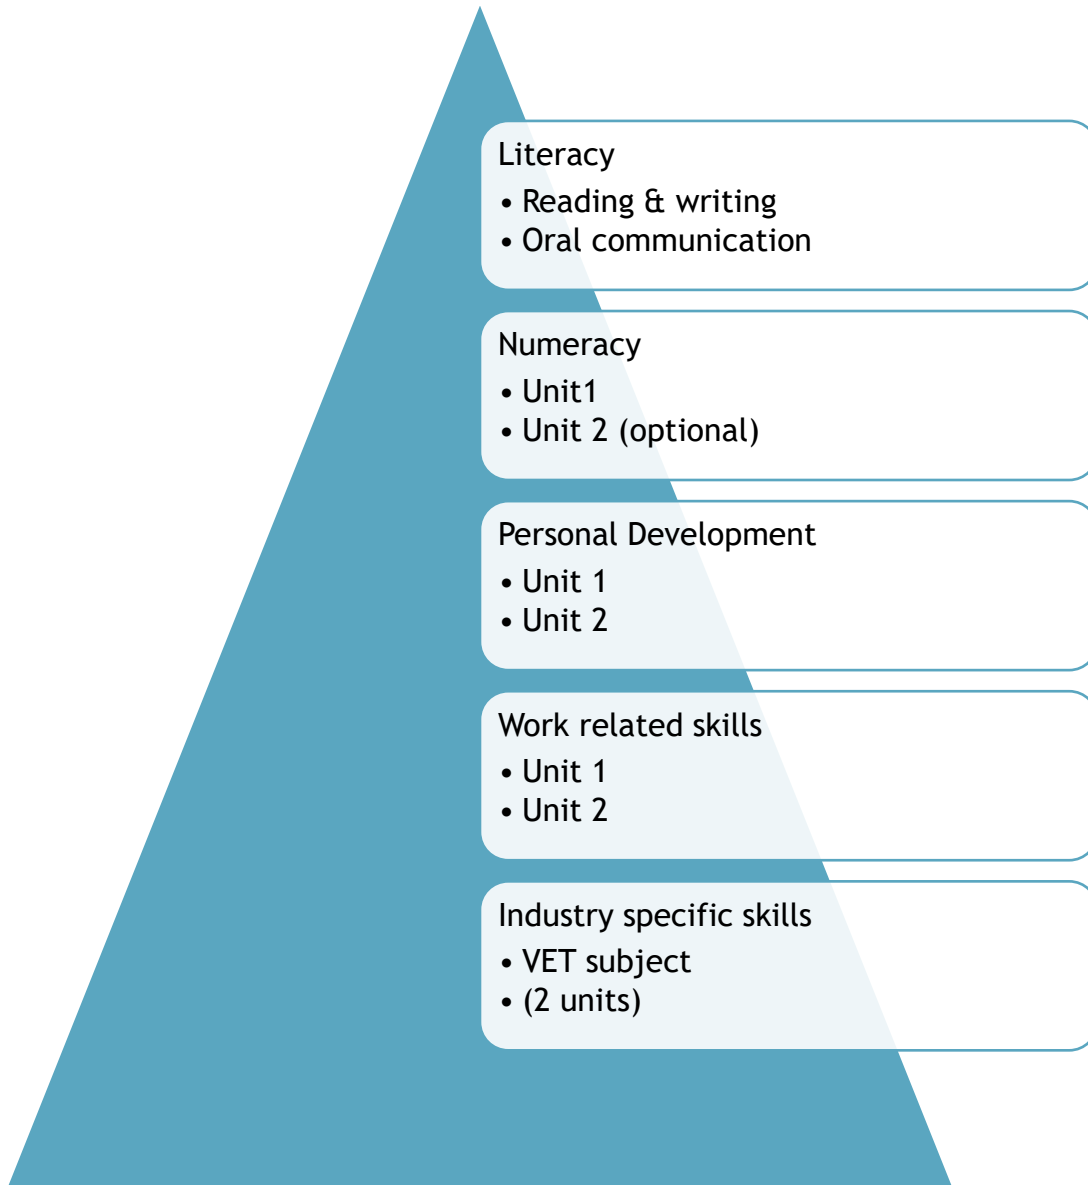 Literacy
• Reading & writing
• Oral communication
Numeracy
• Unit1
• Unit 2 (optional)
Personal Development
• Unit 1
• Unit 2
Work related skills
• Unit 1
• Unit 2
Industry specific skills
• VET subject
• (2 units)